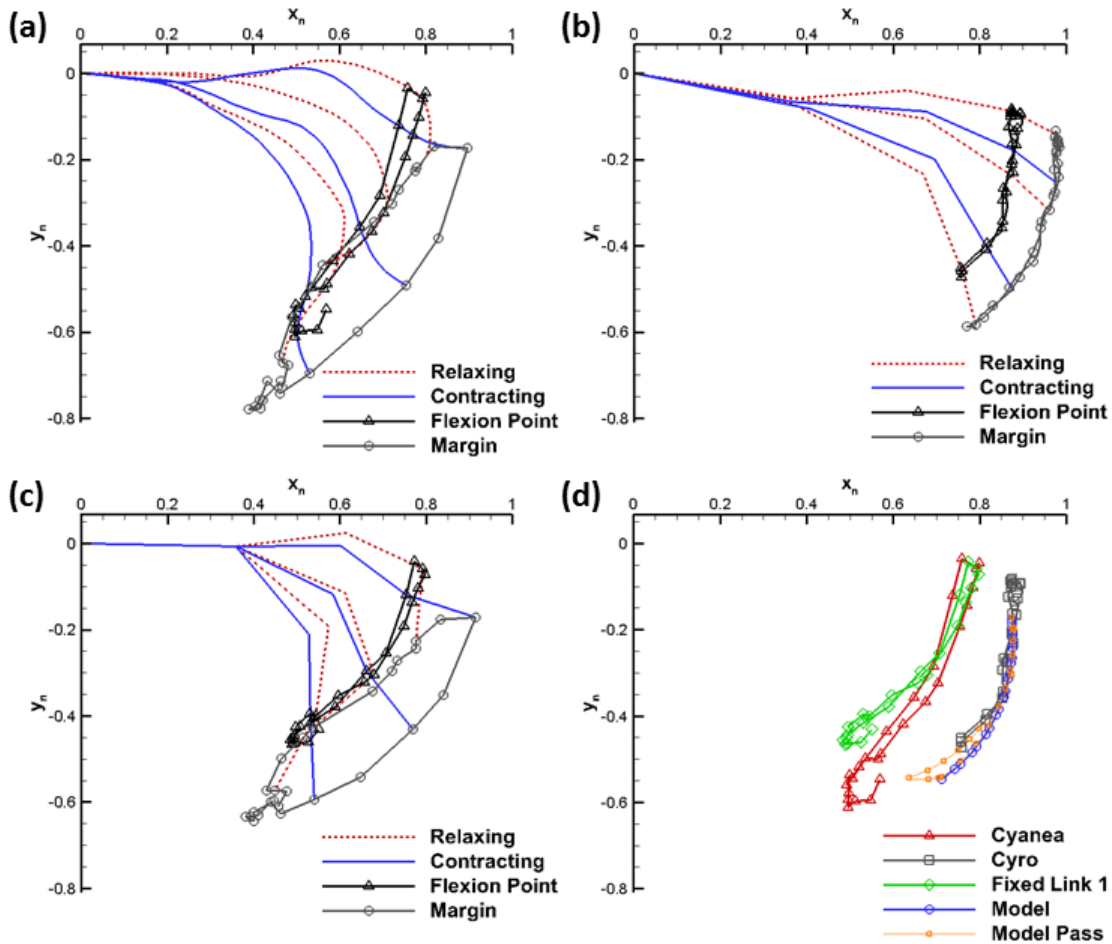 (a)
Xn
0 0.2 0.4 0.6 0.8 1
yn
0
-0.2
-0.4
-0.6
-0.8
Relaxing
Contracting
Flexion Point
Margin
(b)
Xn
0 0.2 0.4 0.6 0.8 1
yn
0
-0.2
-0.4
-0.6
-0.8
Relaxing
Contracting
Flexion Point
Margin
(c)
Xn
0 0.2 0.4 0.6 0.8 1
yn
0
-0.2
-0.4
-0.6
-0.8
Relaxing
Contracting
Flexion Point
Margin
(d)
Xn
0 0.2 0.4 0.6 0.8 1
yn
0
-0.2
-0.4
-0.6
-0.8
Cyanea
Cyro
Fixed Link 1
Model
Model Pass